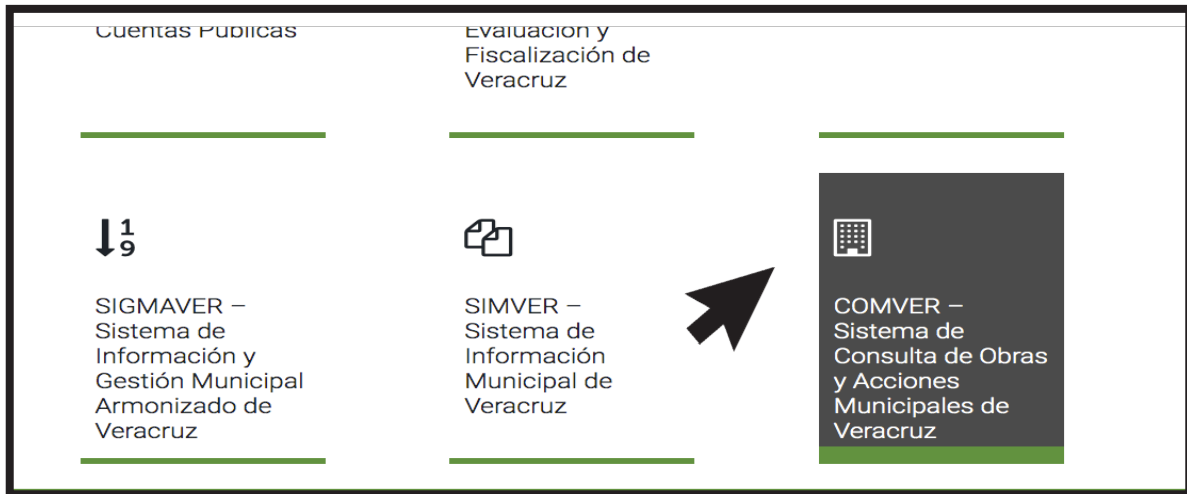 Cuentas Públicas
Evaluación y
Fiscalización de
Veracruz
1
9
SIGMAVER –
Sistema de
Información y
Gestión Municipal
Armonizado de
Veracruz
SIMVER –
Sistema de
Información
Municipal de
Veracruz
COMVER –
Sistema de
Consulta de Obras
y Acciones
Municipales de
Veracruz